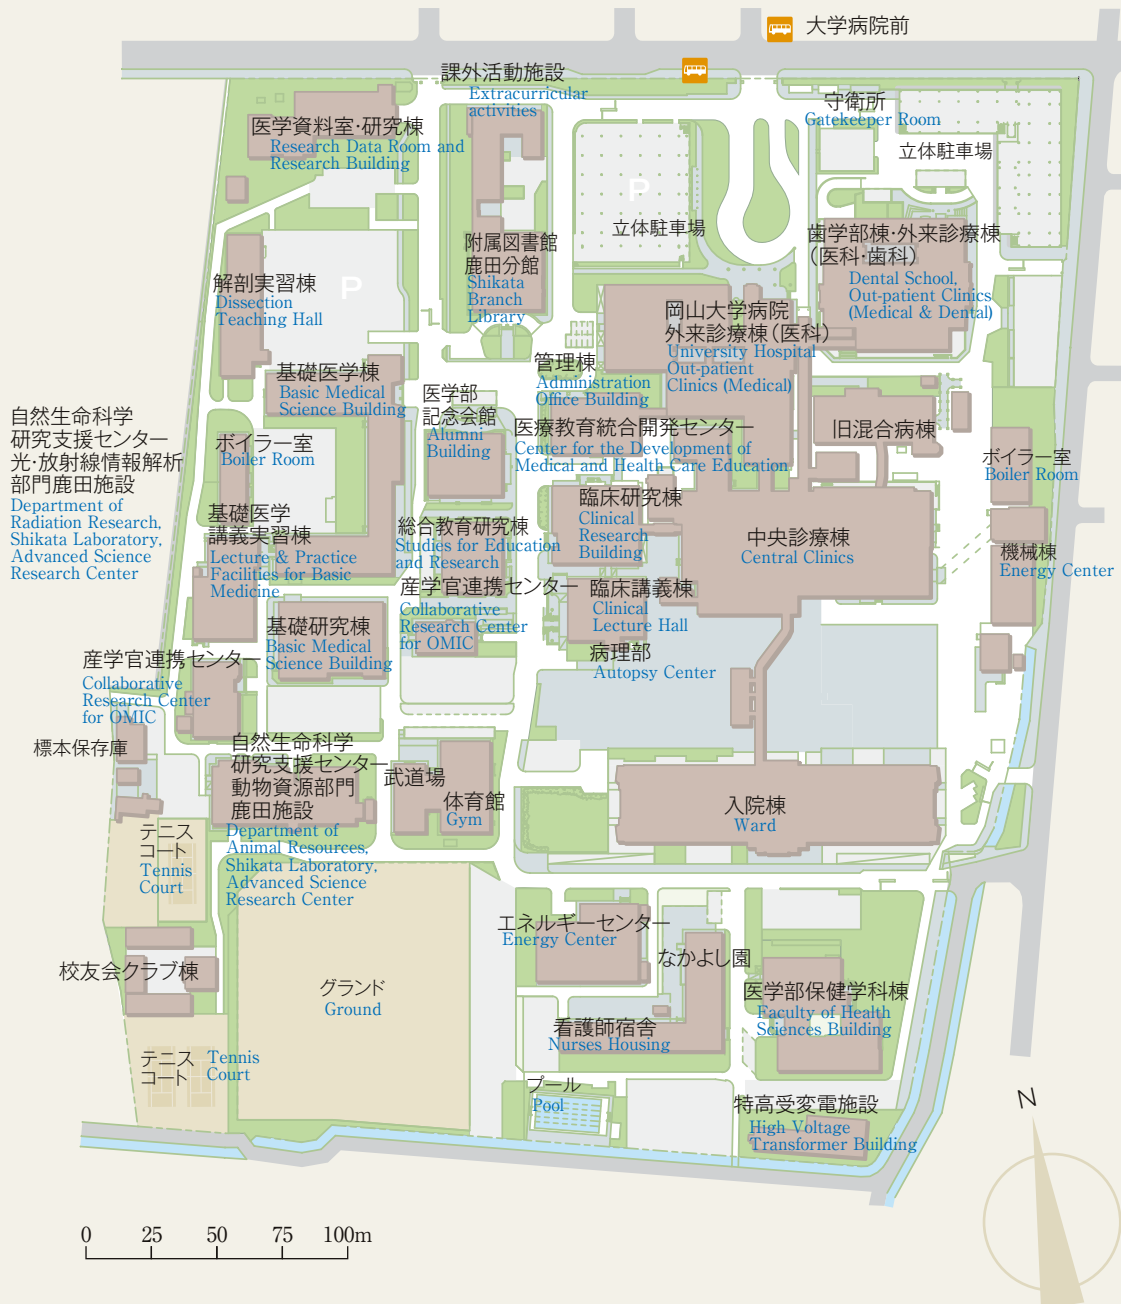 大学病院前
課外活動施設
Extracurricular
activities
守衛所
Gatekeeper Room
医学資料室・研究棟
Research Data Room and
Research Building
立体駐車場
P
立体駐車場
附属図書館
鹿田分館
Shikata
Branch
Library
歯学部棟・外来診療棟
（医科・歯科）
Dental School,
Out-patient Clinics
(Medical & Dental)
解剖実習棟
Dissection
Teaching Hall
P
岡山大学病院
外来診療棟（医科）
University Hospital
Out-patient
Clinics (Medical)
管理棟
Administration
Office Building
基礎医学棟
Basic Medical
Science Building
医学部
記念会館
Alumni
Building
医療教育統合開発センター
Center for the Development of
Medical and Health Care Education
旧混合病棟
自然生命科学
研究支援センター
光・放射線情報解析
部門鹿田施設
Department of
Radiation Research,
Shikata Laboratory,
Advanced Science
Research Center
ボイラー室
Boiler Room
ボイラー室
Boiler Room
臨床研究棟
Clinical
Research
Building
基礎医学
講義実習棟
Lecture & Practice
Facilities for Basic
Medicine
総合教育研究棟
Studies for Education
and Research
中央診療棟
Central Clinics
機械棟
Energy Center
産学官連携センター
Collaborative
Research Center
for OMIC
臨床講義棟
Clinical
Lecture Hall
基礎研究棟
Basic Medical
Science Building
病理部
Autopsy Center
産学官連携センター
Collaborative
Research Center
for OMIC
標本保存庫
自然生命科学
研究支援センター
動物資源部門
鹿田施設
Department of
Animal Resources,
Shikata Laboratory,
Advanced Science
Research Center
武道場
体育館
Gym
入院棟
Ward
テニス
コート
Tennis
Court
エネルギーセンター
Energy Center
なかよし園
校友会クラブ棟
グランド
Ground
医学部保健学科棟
Faculty of Health
Sciences Building
看護師宿舎
Nurses Housing
テニス
コート
Tennis
Court
プール
Pool
特高受変電施設
High Voltage
Transformer Building
N
0 25 50 75 100m